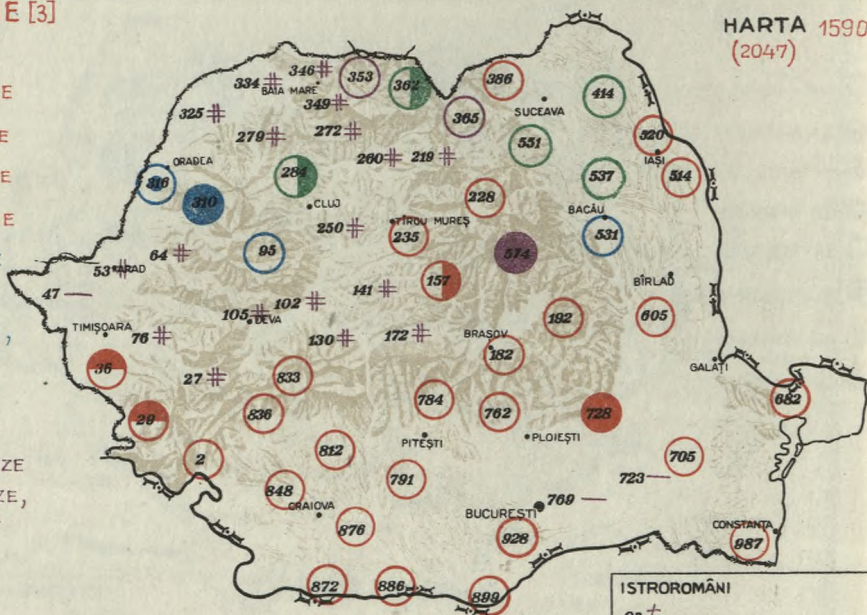 E [3]
HARTA 1590
(2047)
E
E
E
E
,
ZE
ZE,
346 353 362 386
334 BAIA MARE
349 365 SUCEAVA 414
325
279 272 551 520
IAȘI
ORADEA 260 219
316 284 537 514
310 CLUJ 228 BACĂU
TÎRGU MUREȘ
250 235 531
64 95 574
53 ARAD
157 BÎRLAD
47 141
105 102 DEVA
TIMIȘOARA 192 605
76 130 172 BRAȘOV
182
36 27 833 GALAȚI
784 762 728 682
29 836
PITEȘTI PLOIEȘTI
2 812 705
791 723
848 CRAIOVA 769
BUCUREȘTI
876 928 CONSTANȚA
987
872 886 899
ISTROROMÂNI